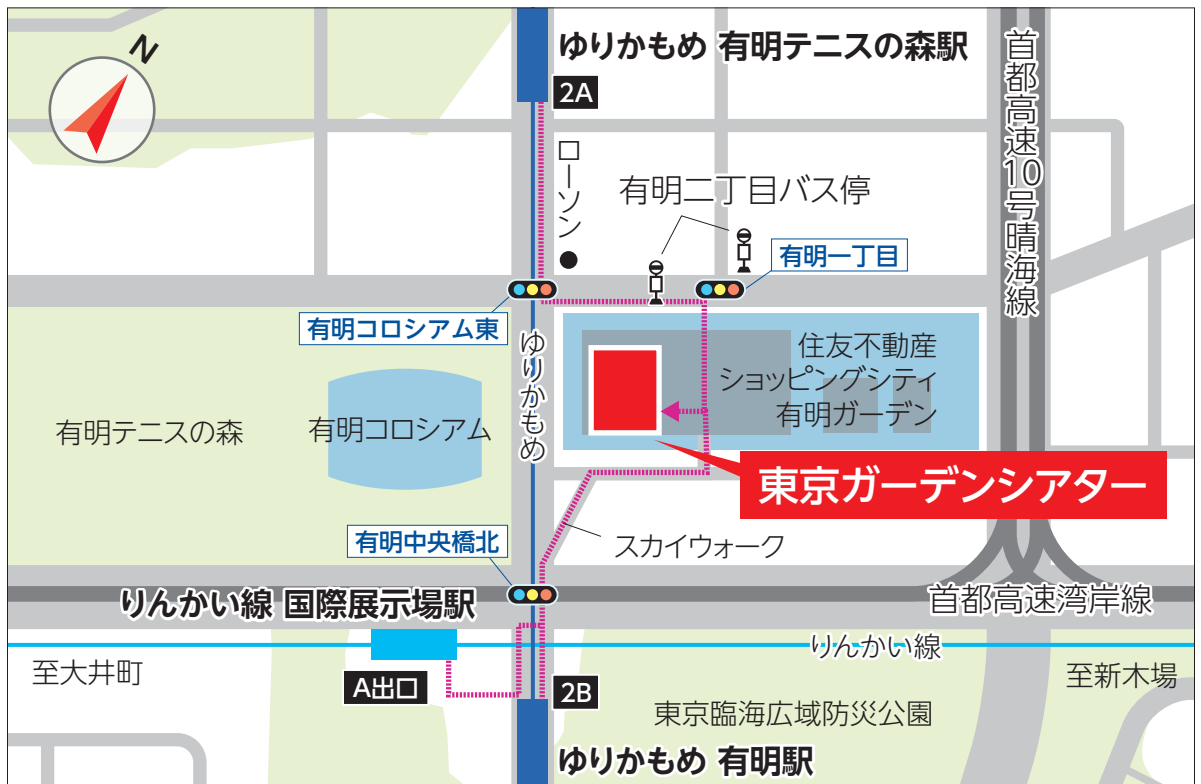 N
ゆりかもめ 有明テニスの森駅
2A
首都高速10号晴海線
ローソン
有明二丁目バス停
有明一丁目
有明コロシアム東
ゆりかもめ
住友不動産
ショッピングシティ
有明ガーデン
有明テニスの森
有明コロシアム
東京ガーデンシアター
有明中央橋北
スカイウォーク
りんかい線 国際展示場駅
首都高速湾岸線
りんかい線
至大井町
A出口
2B
至新木場
東京臨海広域防災公園
ゆりかもめ 有明駅